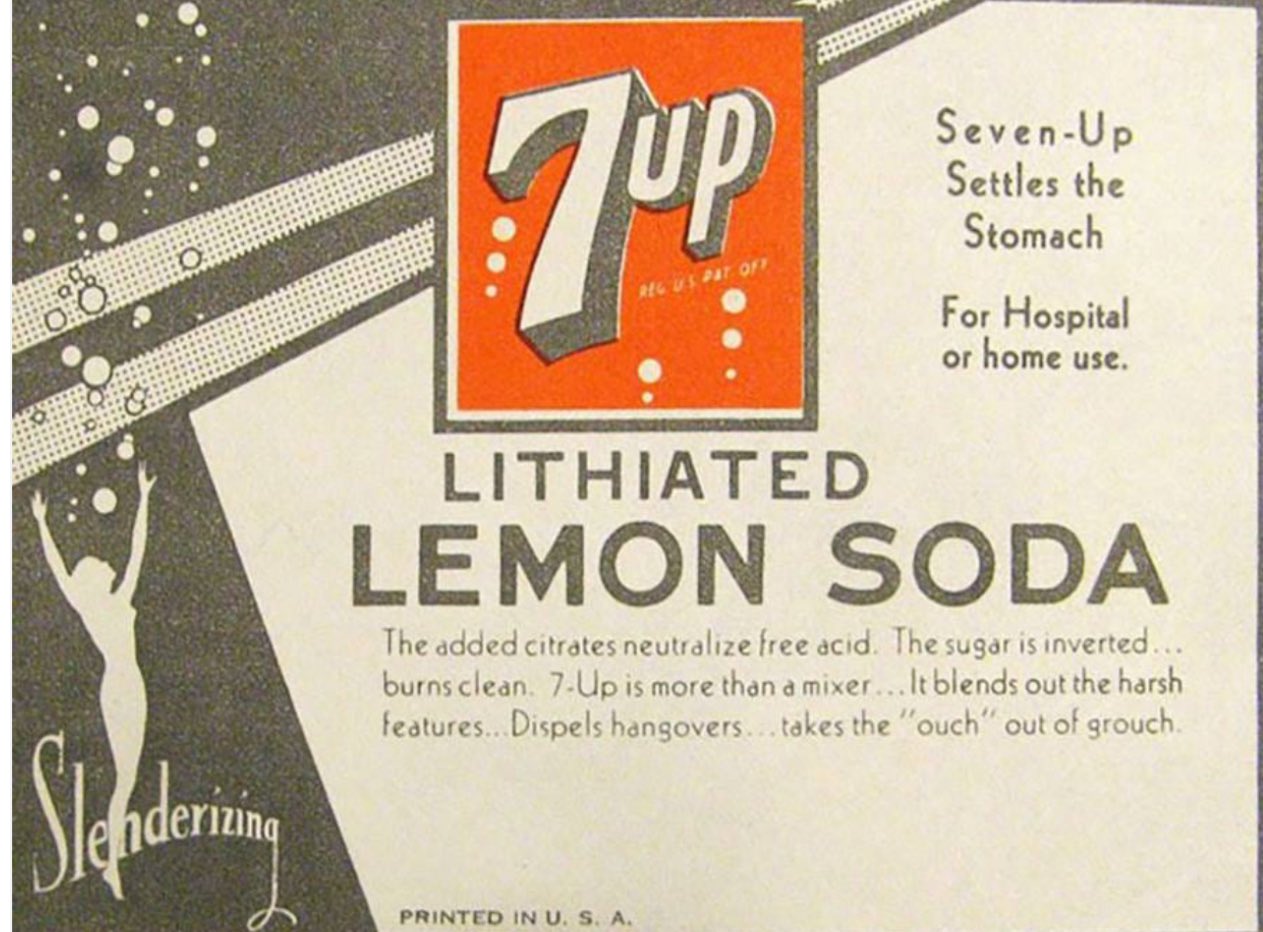 7up
REG. U.S. PAT. OFF.
Seven-Up
Settles the
Stomach
For Hospital
or home use.
LITHIATED
LEMON SODA
The added citrates neutralize free acid. The sugar is inverted...
burns clean. 7-Up is more than a mixer...It blends out the harsh
features...Dispels hangovers...takes the "ouch" out of grouch.
Slenderizing
PRINTED IN U. S. A.